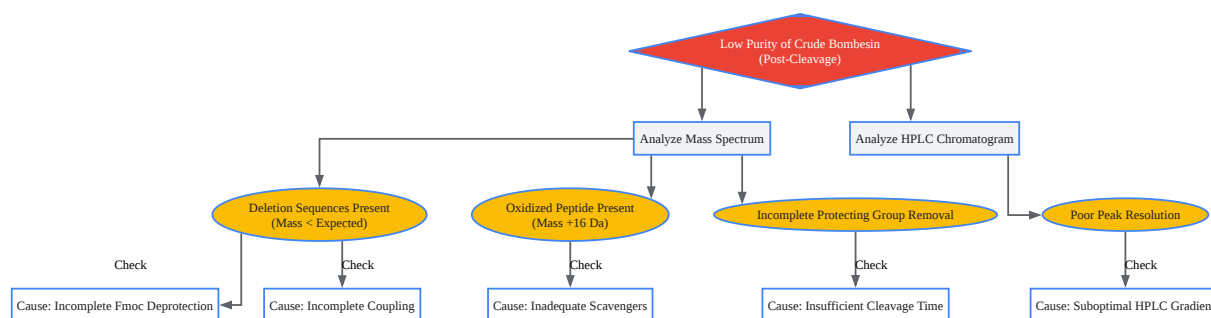 Low Purity of Crude Bombesin
(Post-Cleavage)
Analyze Mass Spectrum
Analyze HPLC Chromatogram
Deletion Sequences Present
(Mass < Expected)
Oxidized Peptide Present
(Mass +16 Da)
Incomplete Protecting Group Removal
Poor Peak Resolution
Check
Check
Check
Check
Check
Cause: Incomplete Fmoc Deprotection
Cause: Incomplete Coupling
Cause: Inadequate Scavengers
Cause: Insufficient Cleavage Time
Cause: Suboptimal HPLC Gradien